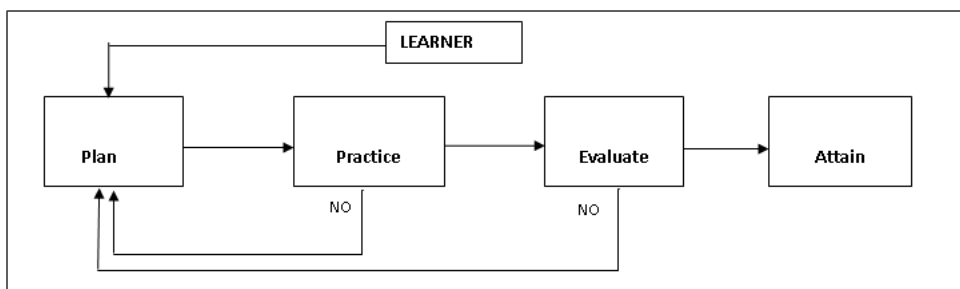 LEARNER
Plan
Practice
Evaluate
Attain
NO
NO